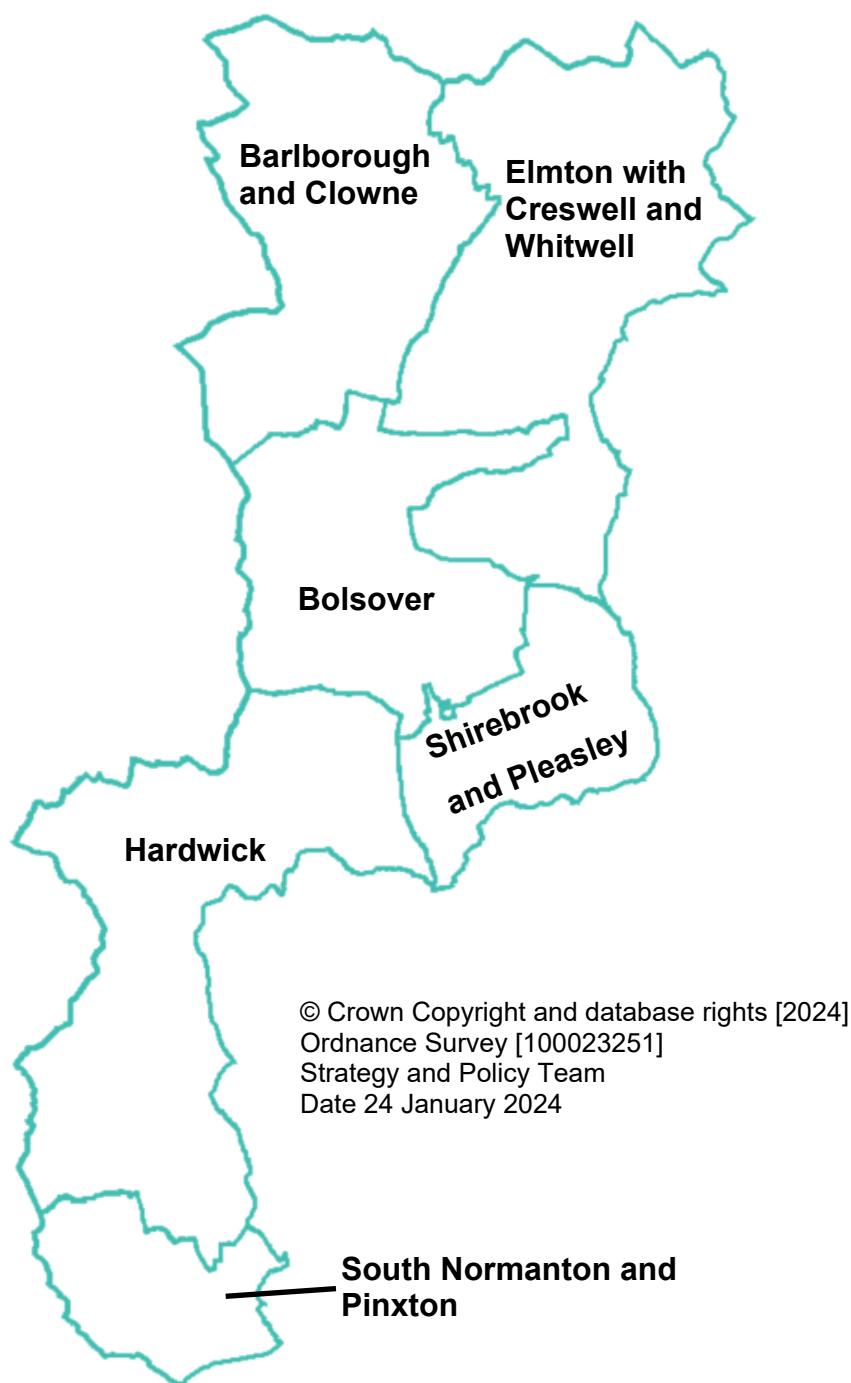 Barlborough
and Clowne
Elmton with
Creswell and
Whitwell
Bolsover
Shirebrook
and Pleasley
Hardwick
© Crown Copyright and database rights [2024]
Ordnance Survey [100023251]
Strategy and Policy Team
Date 24 January 2024
South Normanton and
Pinxton